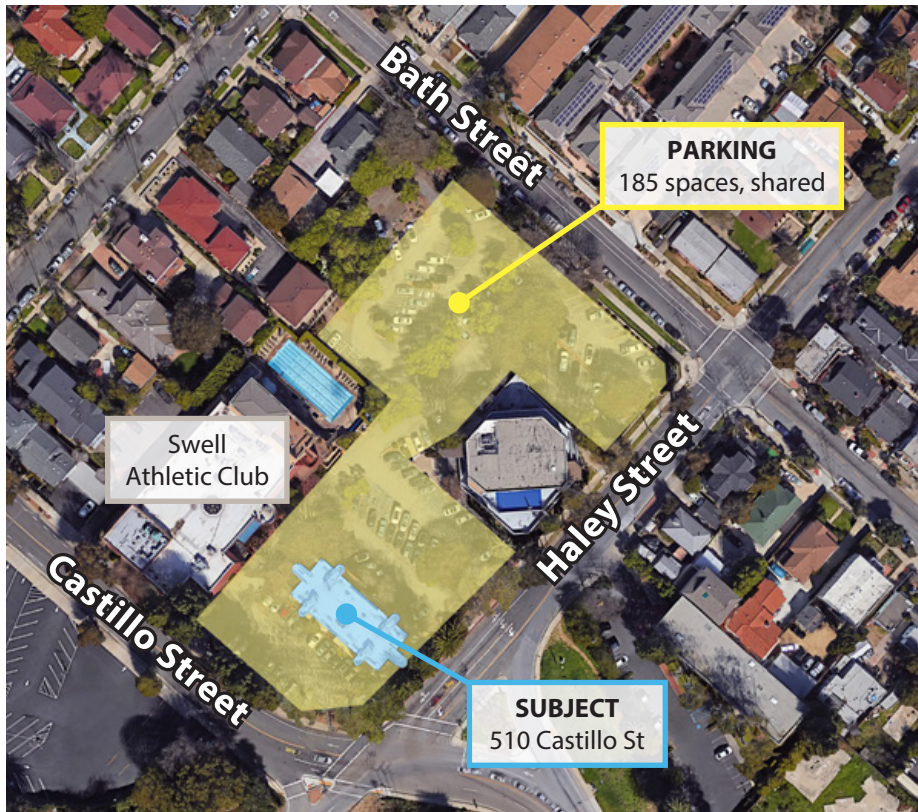 Bath Street
PARKING
185 spaces, shared
Swell
Athletic Club
Haley Street
Castillo Street
SUBJECT
510 Castillo St